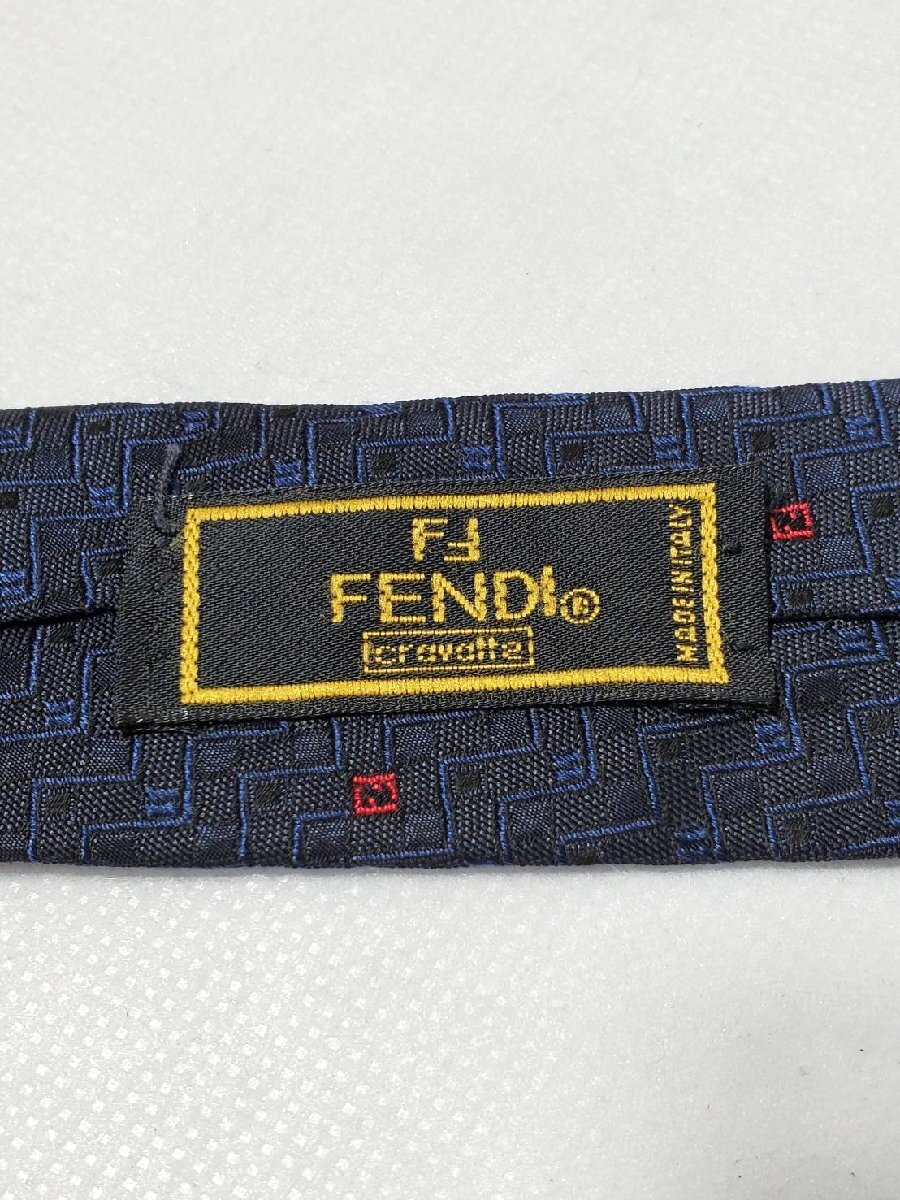 FF
FENDI®
cravatte
MADE IN ITALY